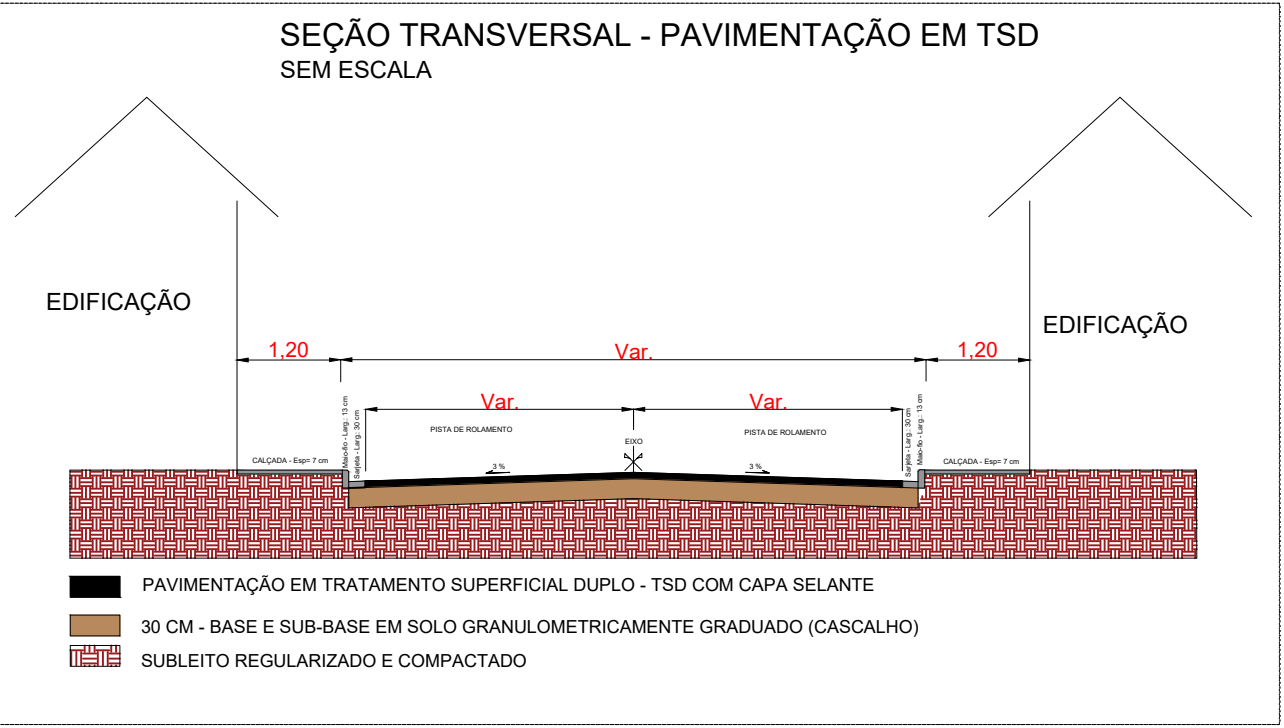 SEÇÃO TRANSVERSAL - PAVIMENTAÇÃO EM TSD
SEM ESCALA
EDIFICAÇÃO
EDIFICAÇÃO
1,20
Var.
1,20
Var.
Var.
Maio-fio - Larg.: 13 cm
Sarjeta - Larg.: 30 cm
PISTA DE ROLAMENTO
EIXO
PISTA DE ROLAMENTO
Sarjeta - Larg.: 30 cm
Maio-fio - Larg.: 13 cm
CALÇADA - Esp= 7 cm
3 %
3 %
CALÇADA - Esp= 7 cm
PAVIMENTAÇÃO EM TRATAMENTO SUPERFICIAL DUPLO - TSD COM CAPA SELANTE
30 CM - BASE E SUB-BASE EM SOLO GRANULOMETRICAMENTE GRADUADO (CASCALHO)
SUBLEITO REGULARIZADO E COMPACTADO